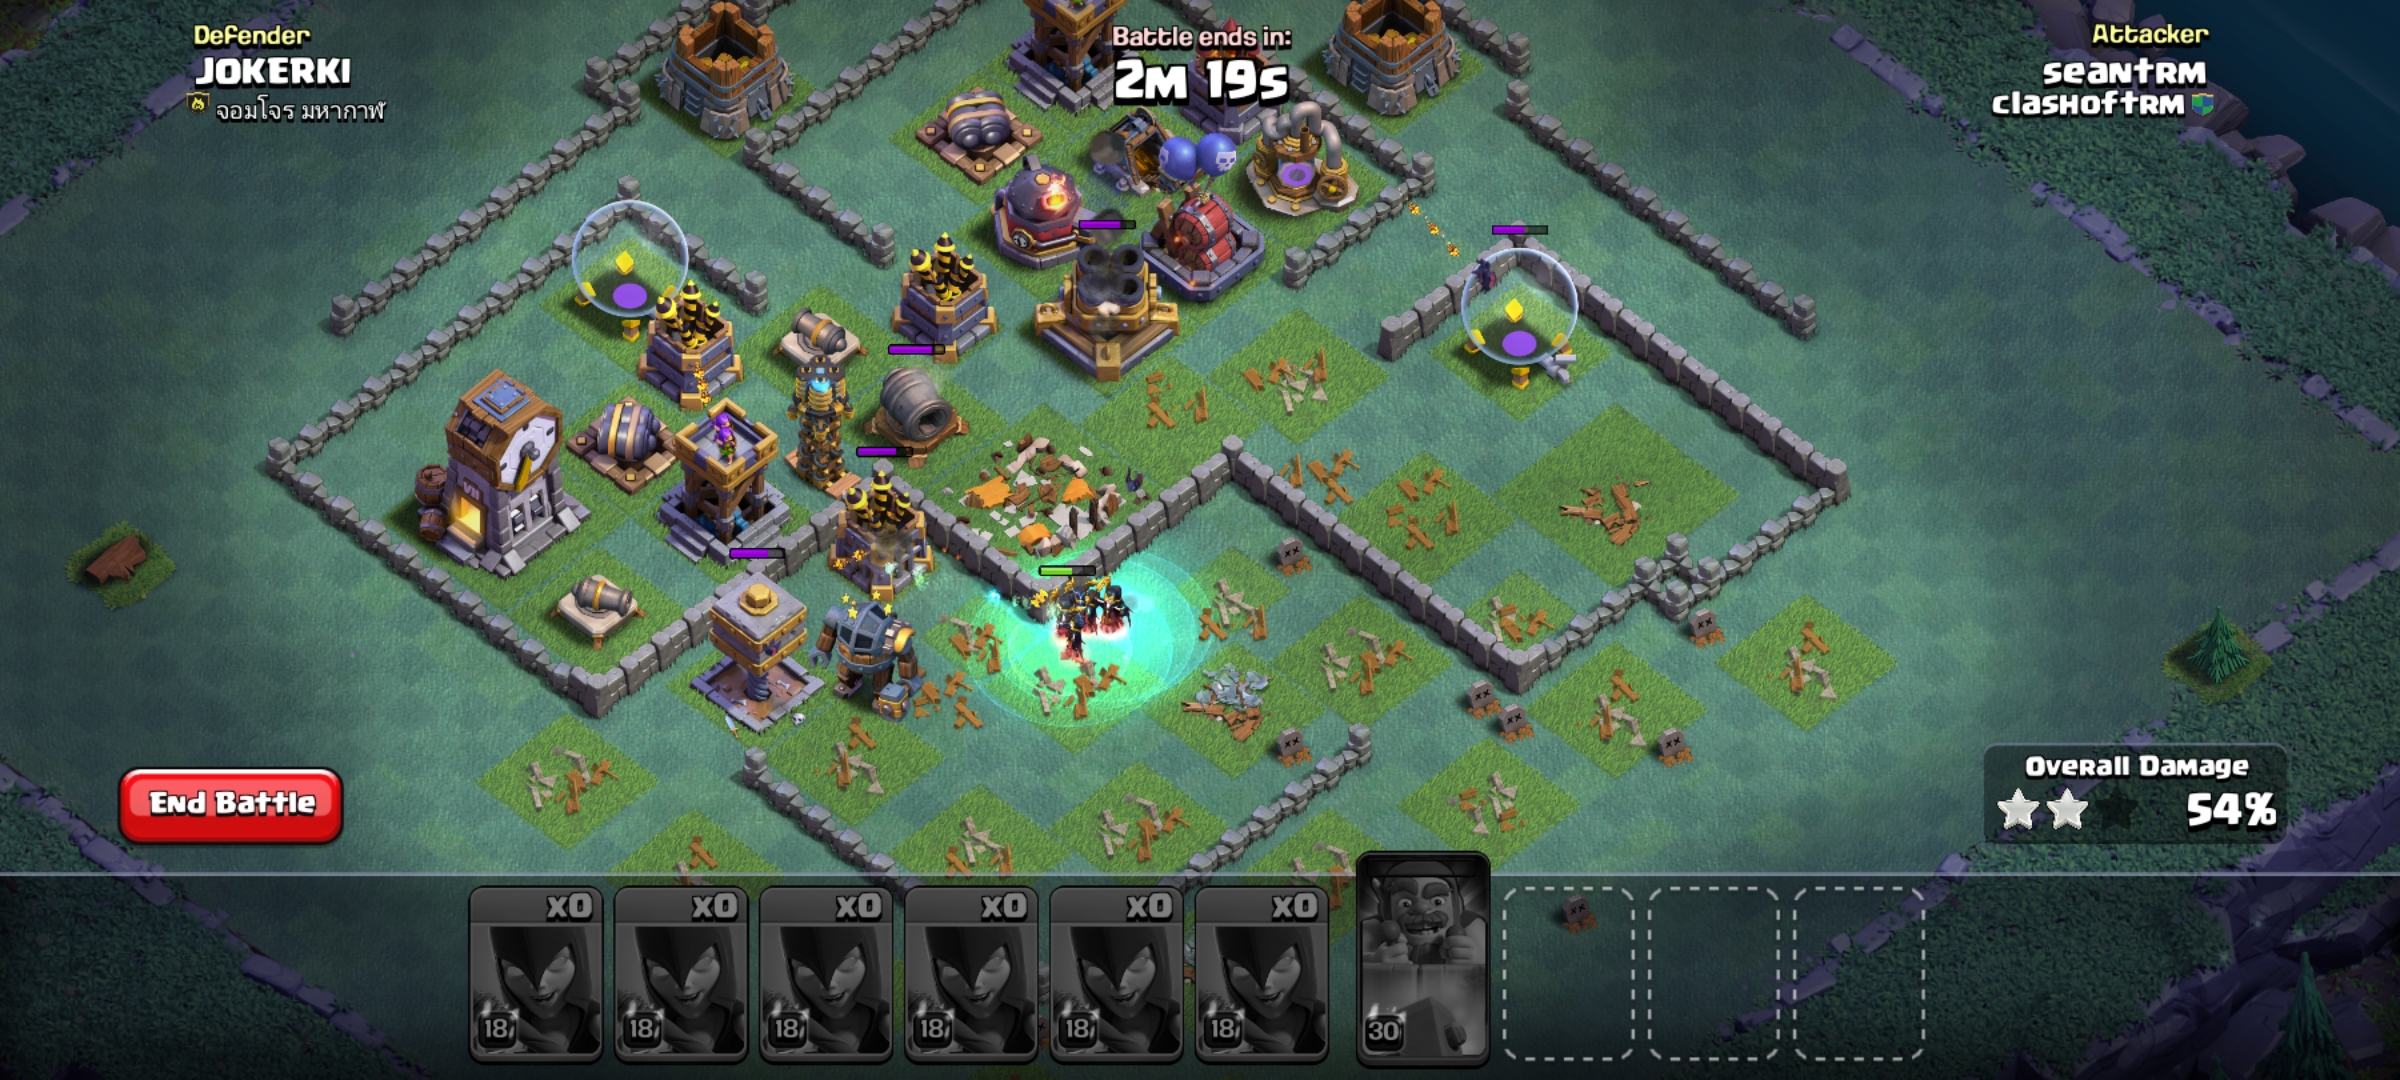 Defender
JOKERKI
จอมโจร มหากาฬ
Battle ends in:
2M 19s
Attacker
seantRM
clashoftRM
VII
End Battle
Overall Damage
54%
x0
x0
x0
x0
x0
x0
18
18
18
18
18
18
30